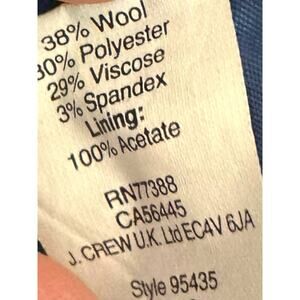 38% Wool
30% Polyester
29% Viscose
3% Spandex
Lining:
100% Acetate
RN77388
CA56445
J. CREW U.K. Ltd EC4V 6JA
Style 95435